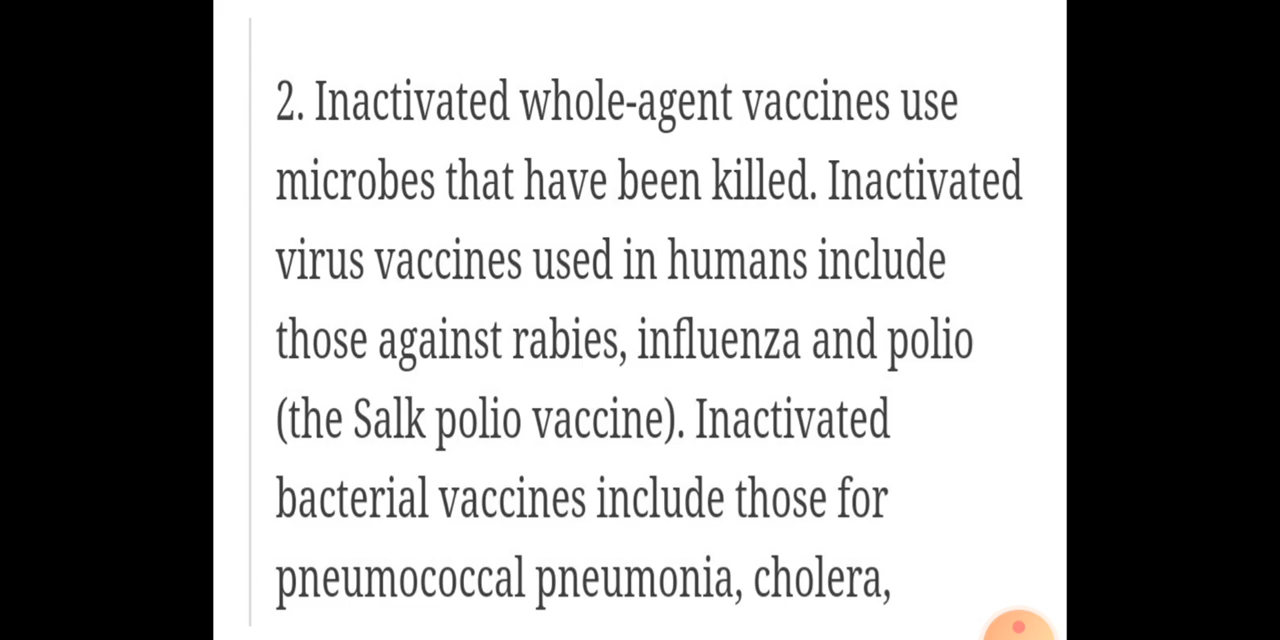 2. Inactivated whole-agent vaccines use
microbes that have been killed. Inactivated
virus vaccines used in humans include
those against rabies, influenza and polio
(the Salk polio vaccine). Inactivated
bacterial vaccines include those for
pneumococcal pneumonia, cholera,